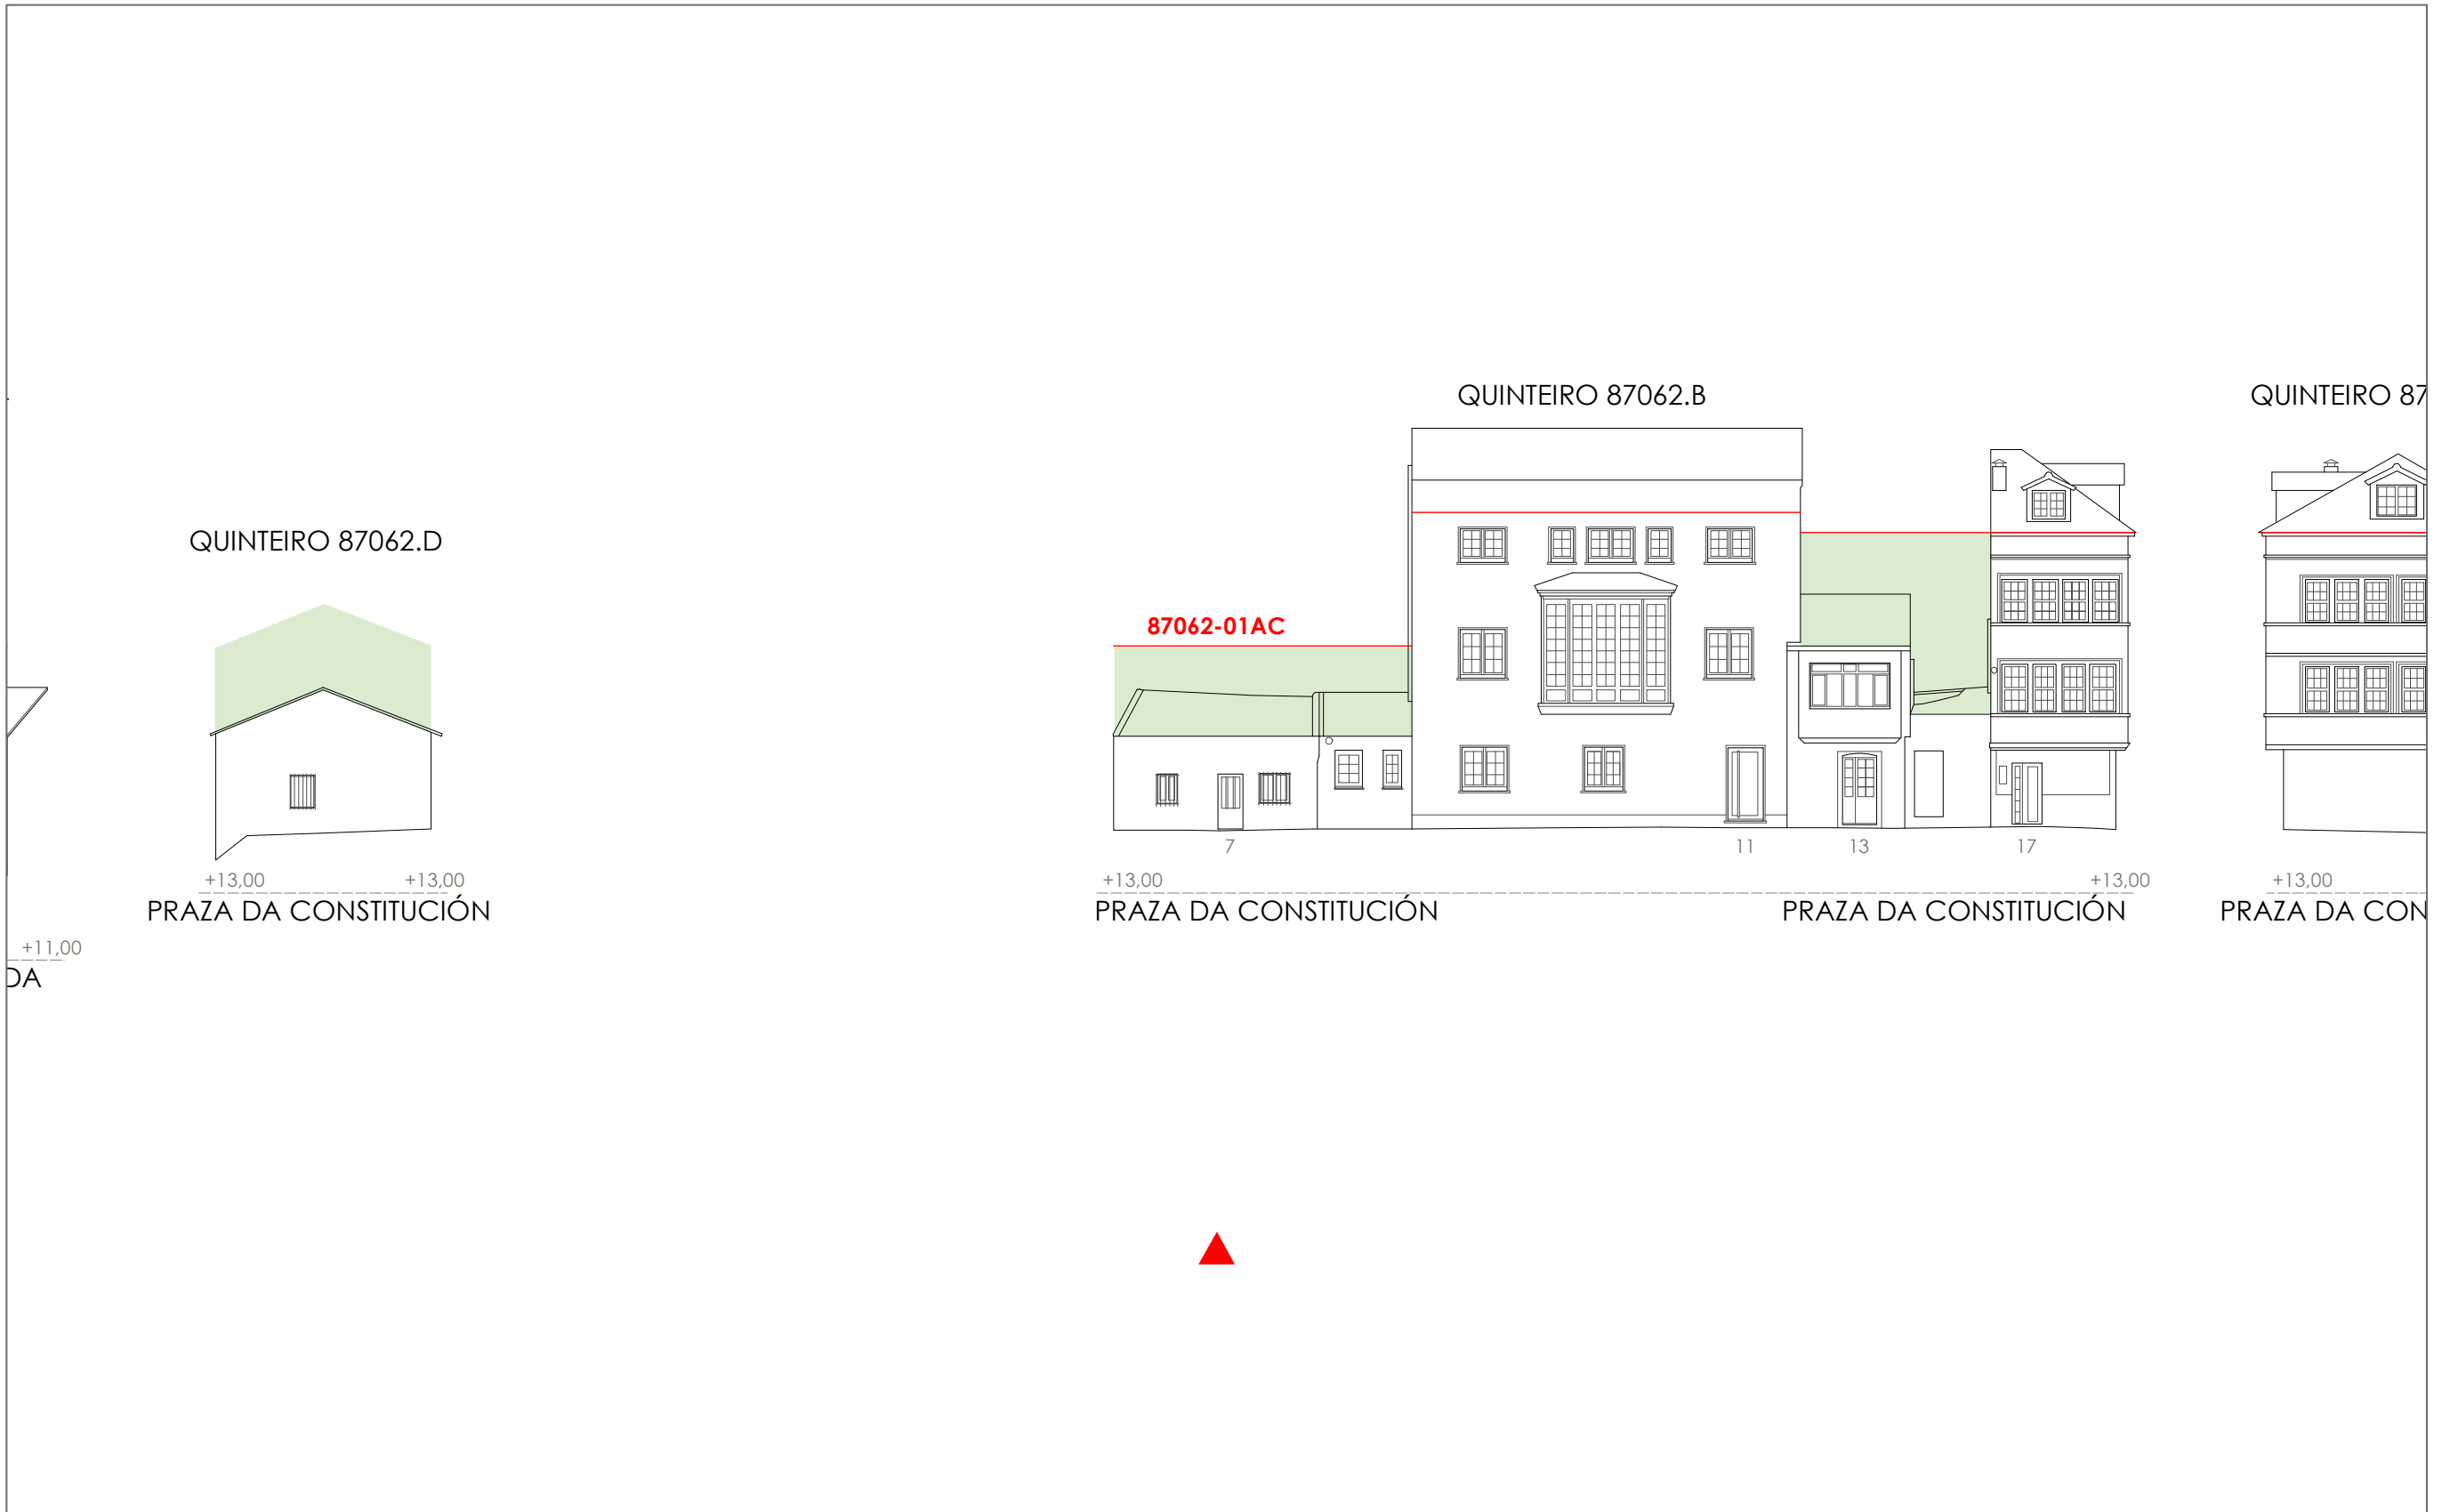 QUINTEIRO 87062.B
QUINTEIRO 87
QUINTEIRO 87062.D
87062-01AC
7
11
13
17
+13,00
+13,00
+13,00
+13,00
+13,00
PRAZA DA CONSTITUCIÓN
PRAZA DA CONSTITUCIÓN
PRAZA DA CONSTITUCIÓN
PRAZA DA CON
+11,00
DA